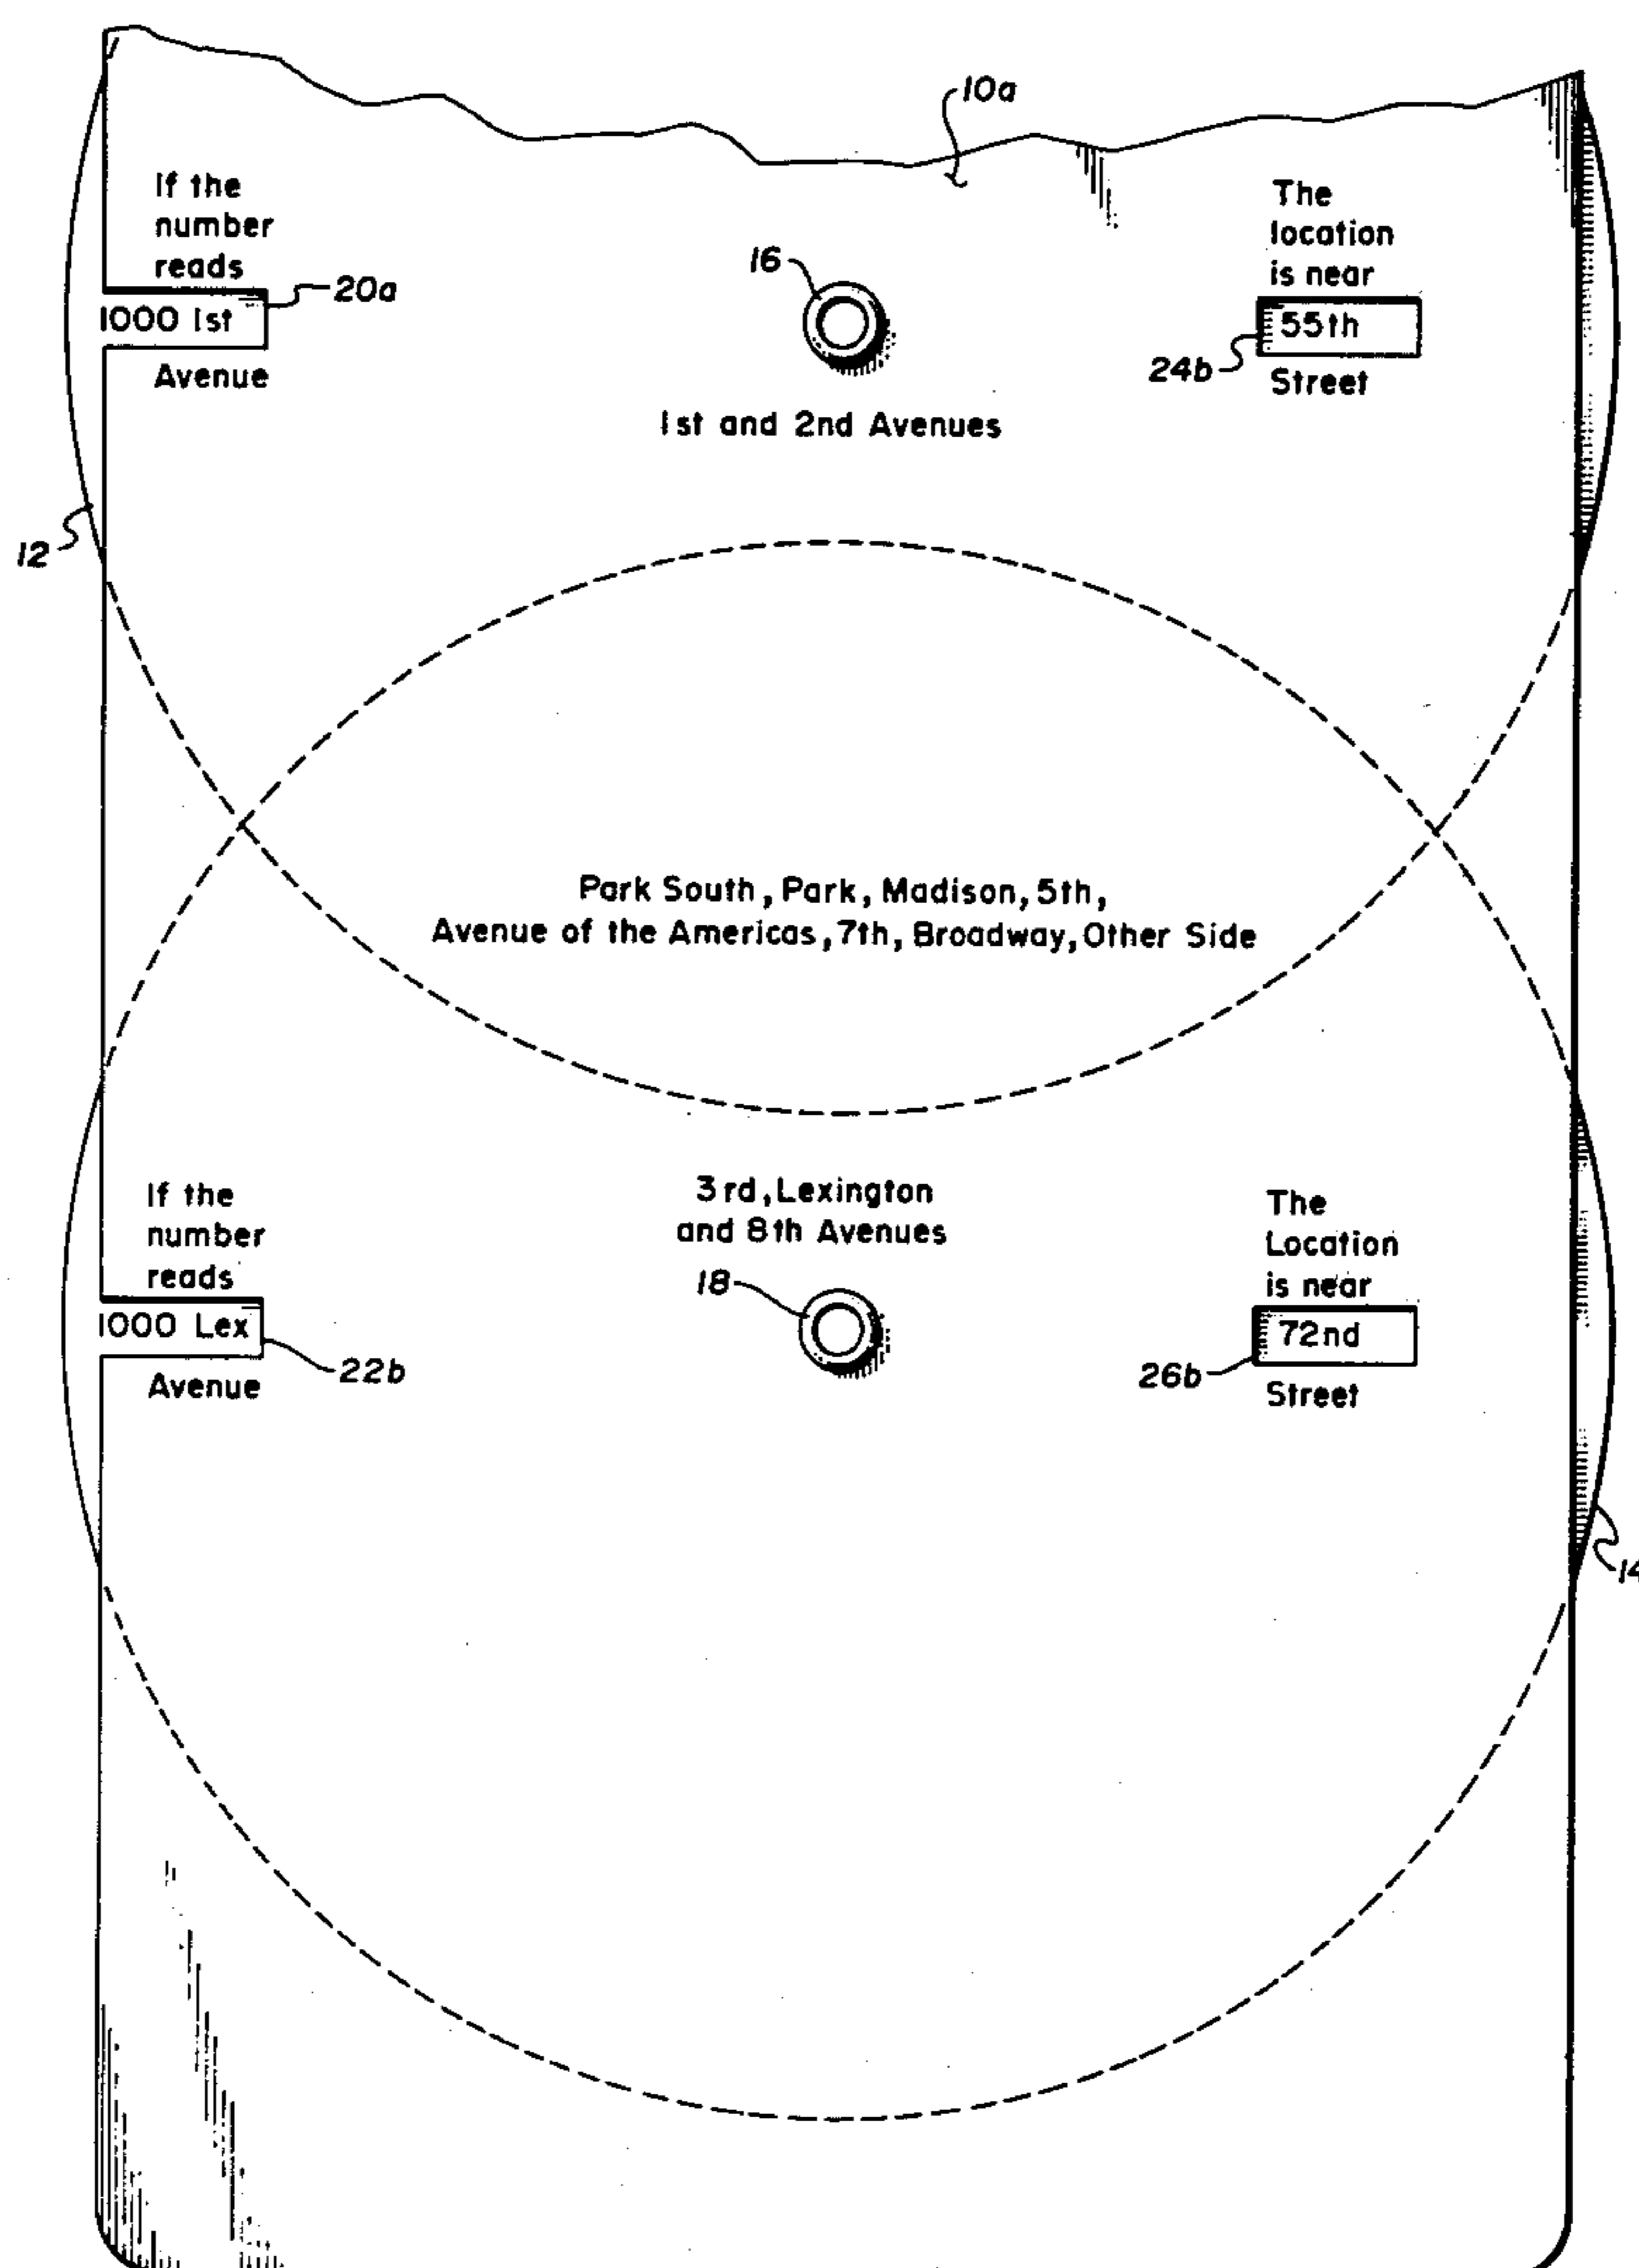 10a
If the
number
reads
1000 1st
20a
Avenue
16
The
location
is near
55th
24b
Street
1st and 2nd Avenues
12
Park South, Park, Madison, 5th,
Avenue of the Americas, 7th, Broadway, Other Side
If the
number
reads
1000 Lex
22b
Avenue
3rd, Lexington
and 8th Avenues
18
The
Location
is near
72nd
26b
Street
14